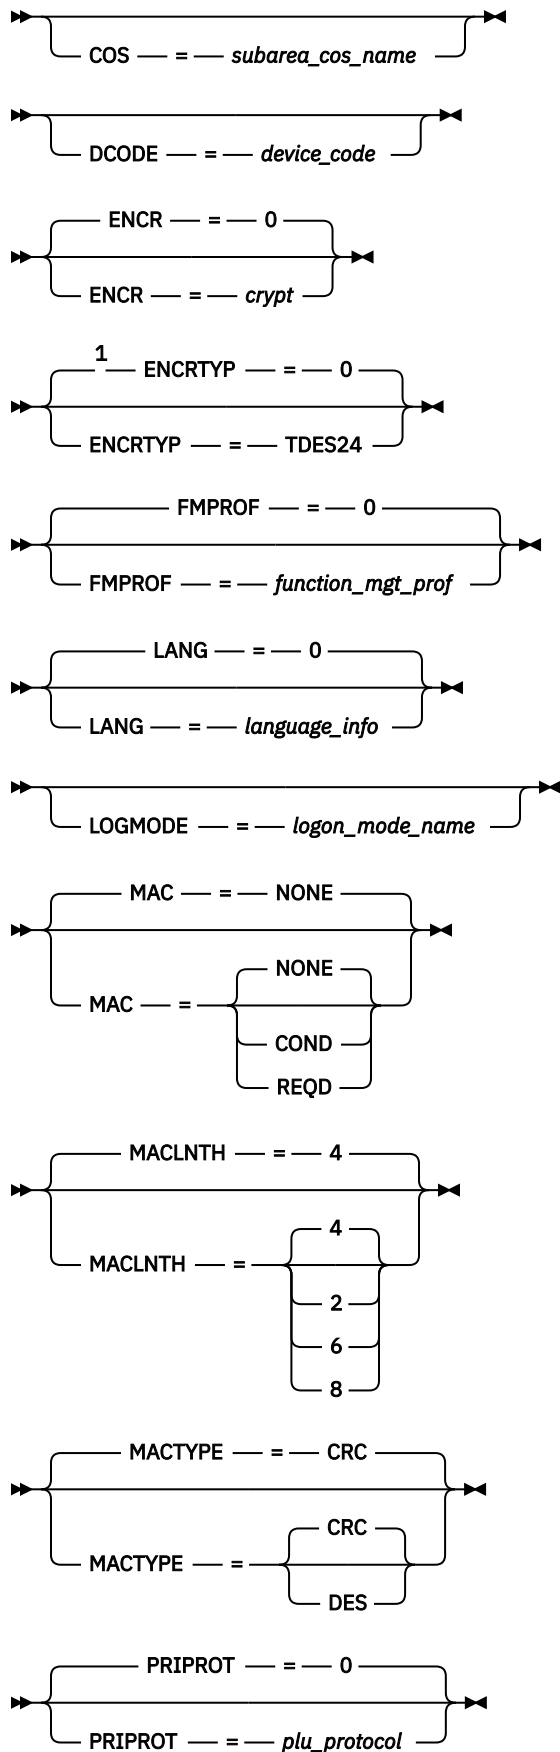 COS = subarea_cos_name
DCODE = device_code
ENCR = 0
ENCR = crypt
1 ENCRTYP = 0
ENCRTYP = TDES24
FMPROF = 0
FMPROF = function_mgt_prof
LANG = 0
LANG = language_info
LOGMODE = logon_mode_name
MAC = NONE
NONE
MAC =
COND
REQD
MACLNTH = 4
4
MACLNTH =
2
6
8
MACTYPE = CRC
CRC
MACTYPE =
DES
PRIPROT = 0
PRIPROT = plu_protocol